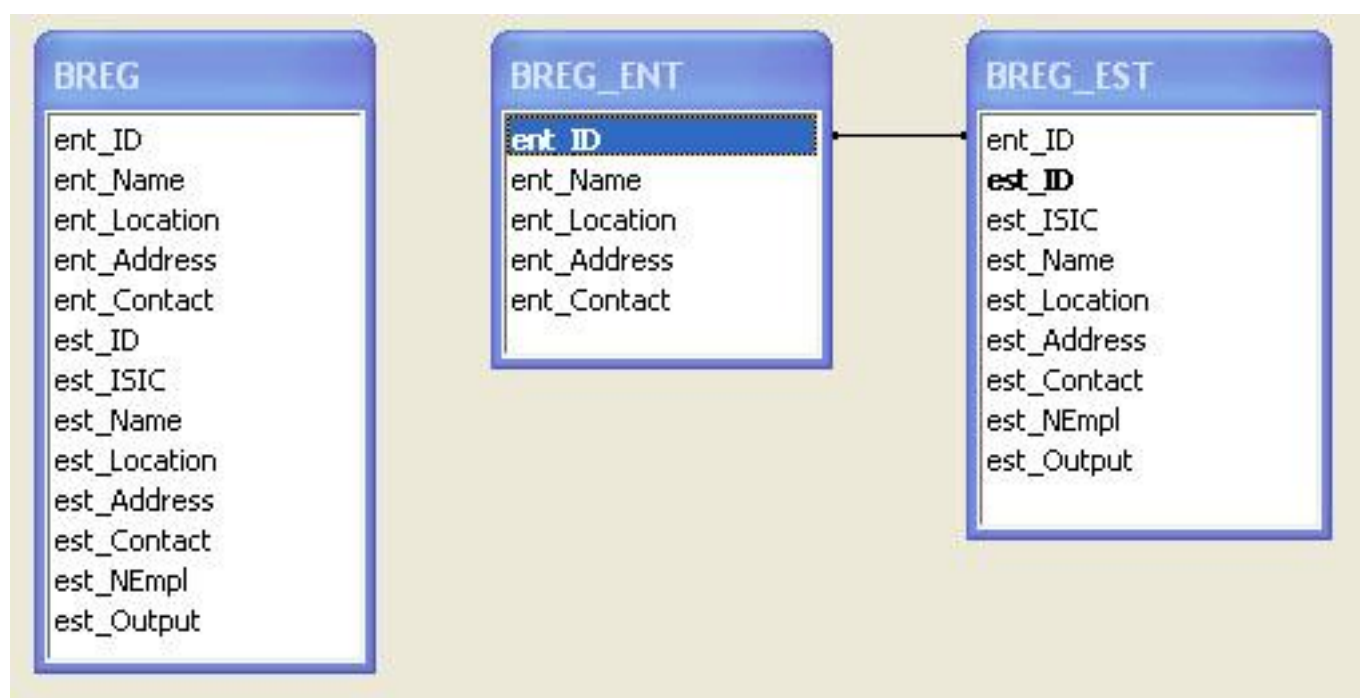 BREG
ent_ID
ent_Name
ent_Location
ent_Address
ent_Contact
est_ID
est_ISIC
est_Name
est_Location
est_Address
est_Contact
est_NEmpl
est_Output
BREG_ENT
ent_ID
ent_Name
ent_Location
ent_Address
ent_Contact
BREG_EST
ent_ID
est_ID
est_ISIC
est_Name
est_Location
est_Address
est_Contact
est_NEmpl
est_Output